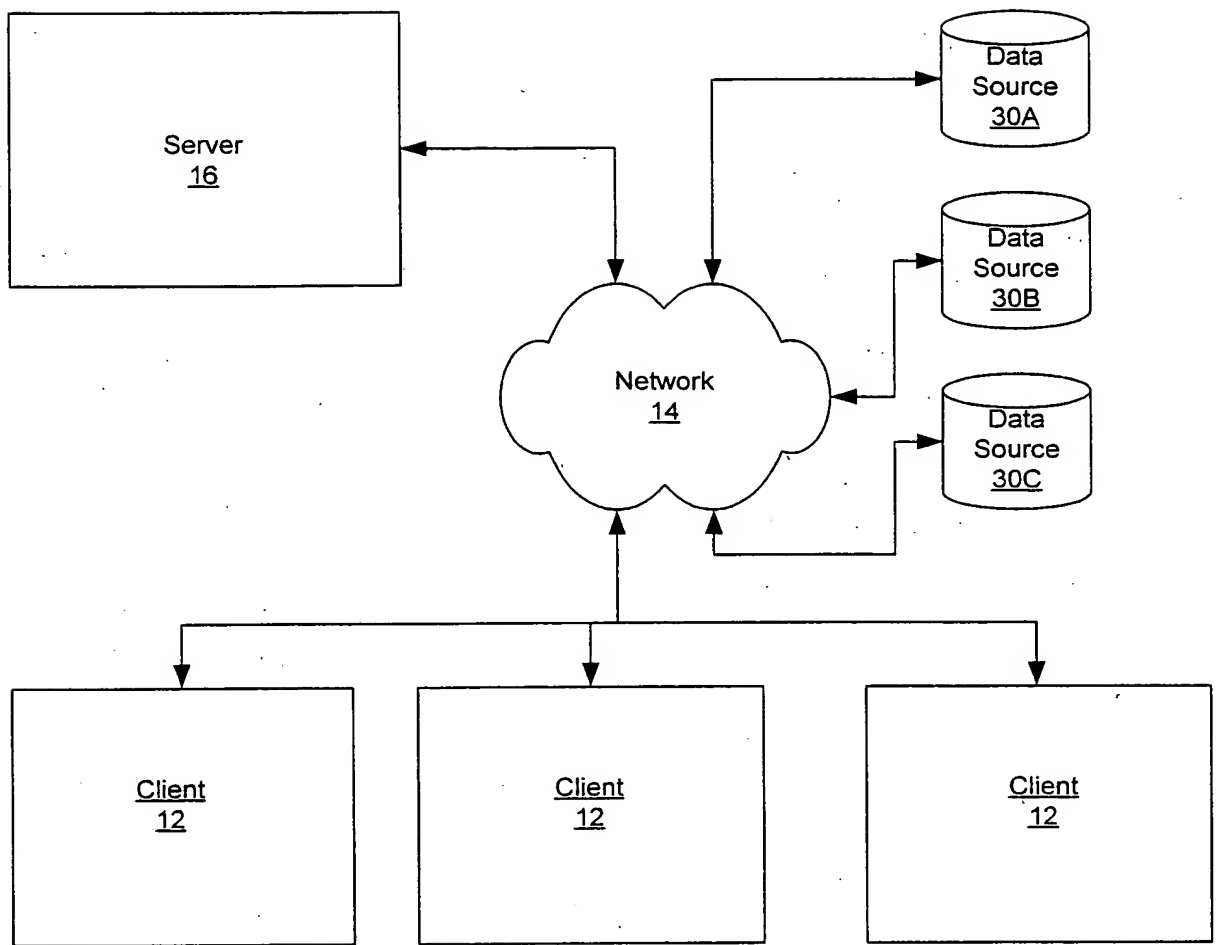 Server
16
Data
Source
30A
Data
Source
30B
Network
14
Data
Source
30C
Client
12
Client
12
Client
12